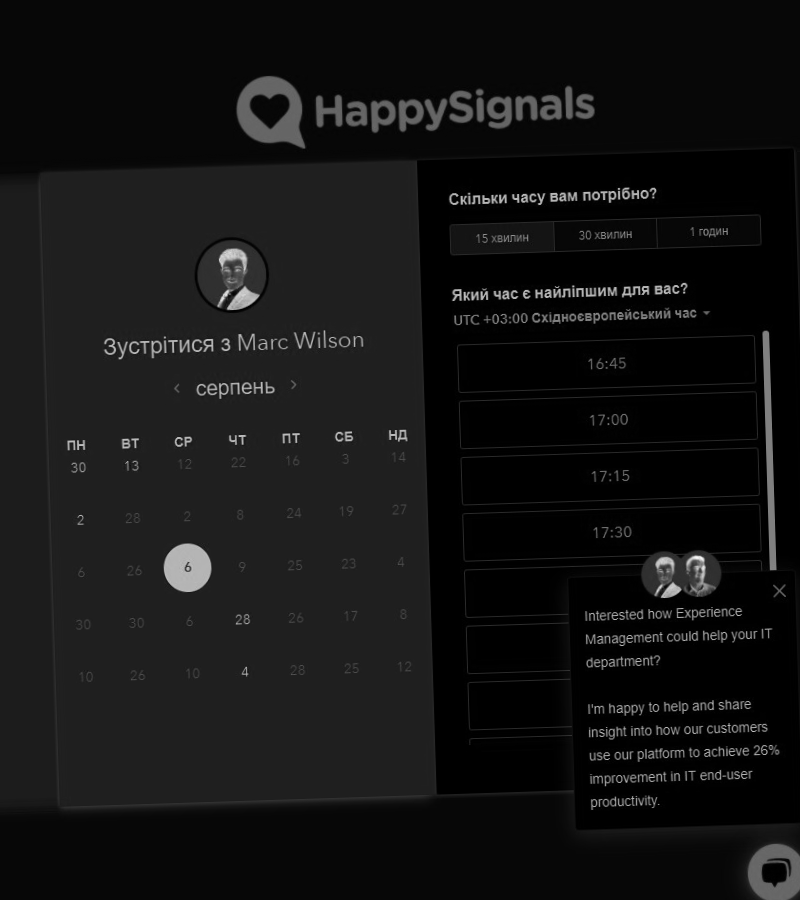 HappySignals
Зустрітися з Marc Wilson
серпень
ПН ВТ СР ЧТ ПТ СБ НД
30 13 12 22 16 3 14
2 28 2 8 24 19 27
6 26 6 9 25 23 4
30 30 6 28 26 17 8
10 26 10 4 28 25 12
Скільки часу вам потрібно?
15 хвилин 30 хвилин 1 годин
Який час є найліпшим для вас?
UTC +03:00 Східноєвропейський час
16:45
17:00
17:15
17:30
Interested how Experience
Management could help your IT
department?
I'm happy to help and share
insight into how our customers
use our platform to achieve 26%
improvement in IT end-user
productivity.